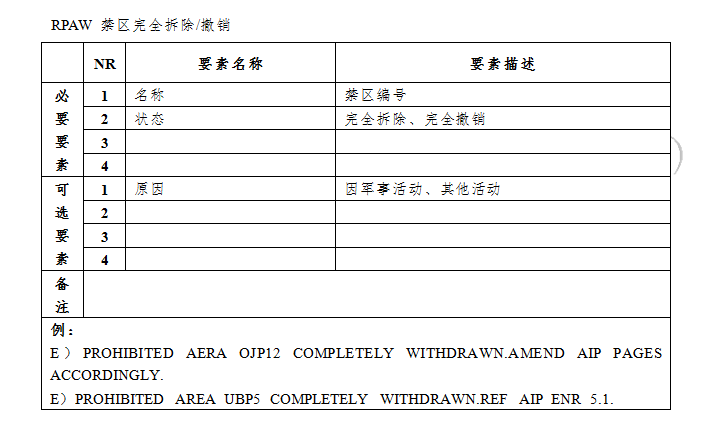 RPAW 禁区完全拆除/撤销
NR 要素名称 要素描述
必要要素
1 名称 禁区编号
2 状态 完全拆除、完全撤销
3
4
可选要素
1 原因 因军事活动、其他活动
2
3
4
备注
例：
E）PROHIBITED AERA OJP12 COMPLETELY WITHDRAWN.AMEND AIP PAGES
ACCORDINGLY.
E）PROHIBITED AREA UBP5 COMPLETELY WITHDRAWN.REF AIP ENR 5.1.